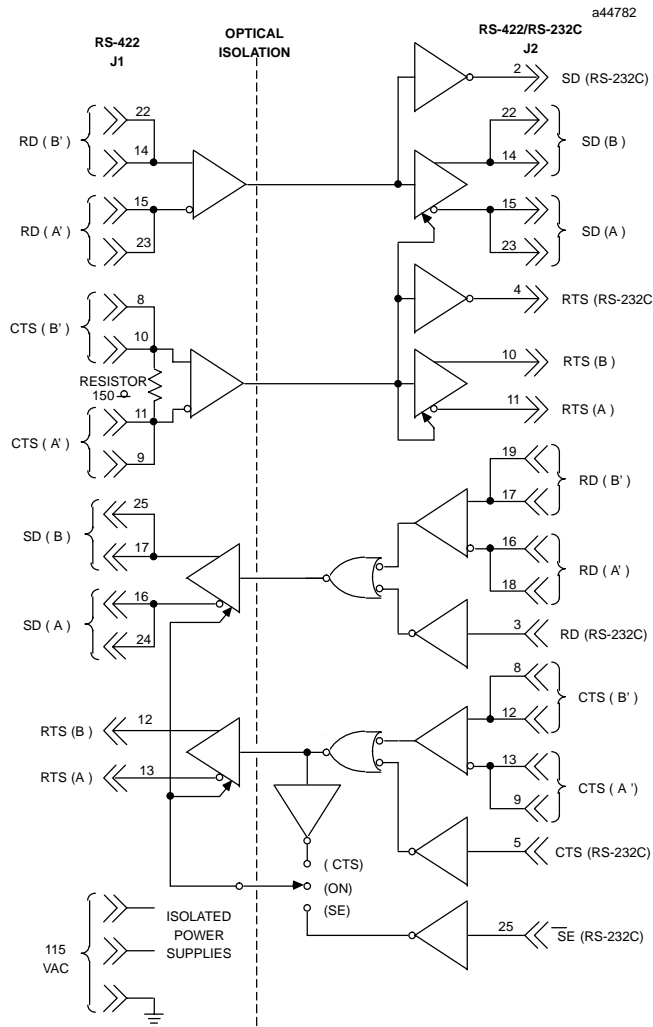 a44782
RS-422
J1
OPTICAL
ISOLATION
RS-422/RS-232C
J2
2 SD (RS-232C)
22
RD ( B' )
14
22
SD (B)
14
15
RD ( A' )
23
15
SD (A)
23
8
CTS ( B' )
10
4 RTS (RS-232C
RESISTOR
150
10 RTS (B)
11
CTS ( A' )
9
11 RTS (A)
19
RD ( B' )
17
25
SD ( B )
17
16
RD ( A' )
18
16
SD ( A )
24
3 RD (RS-232C)
8
CTS ( B' )
12
RTS (B ) 12
RTS (A ) 13
13
CTS ( A ')
9
5 CTS (RS-232C)
( CTS)
(ON)
(SE)
115
VAC
ISOLATED
POWER
SUPPLIES
25 SE (RS-232C)